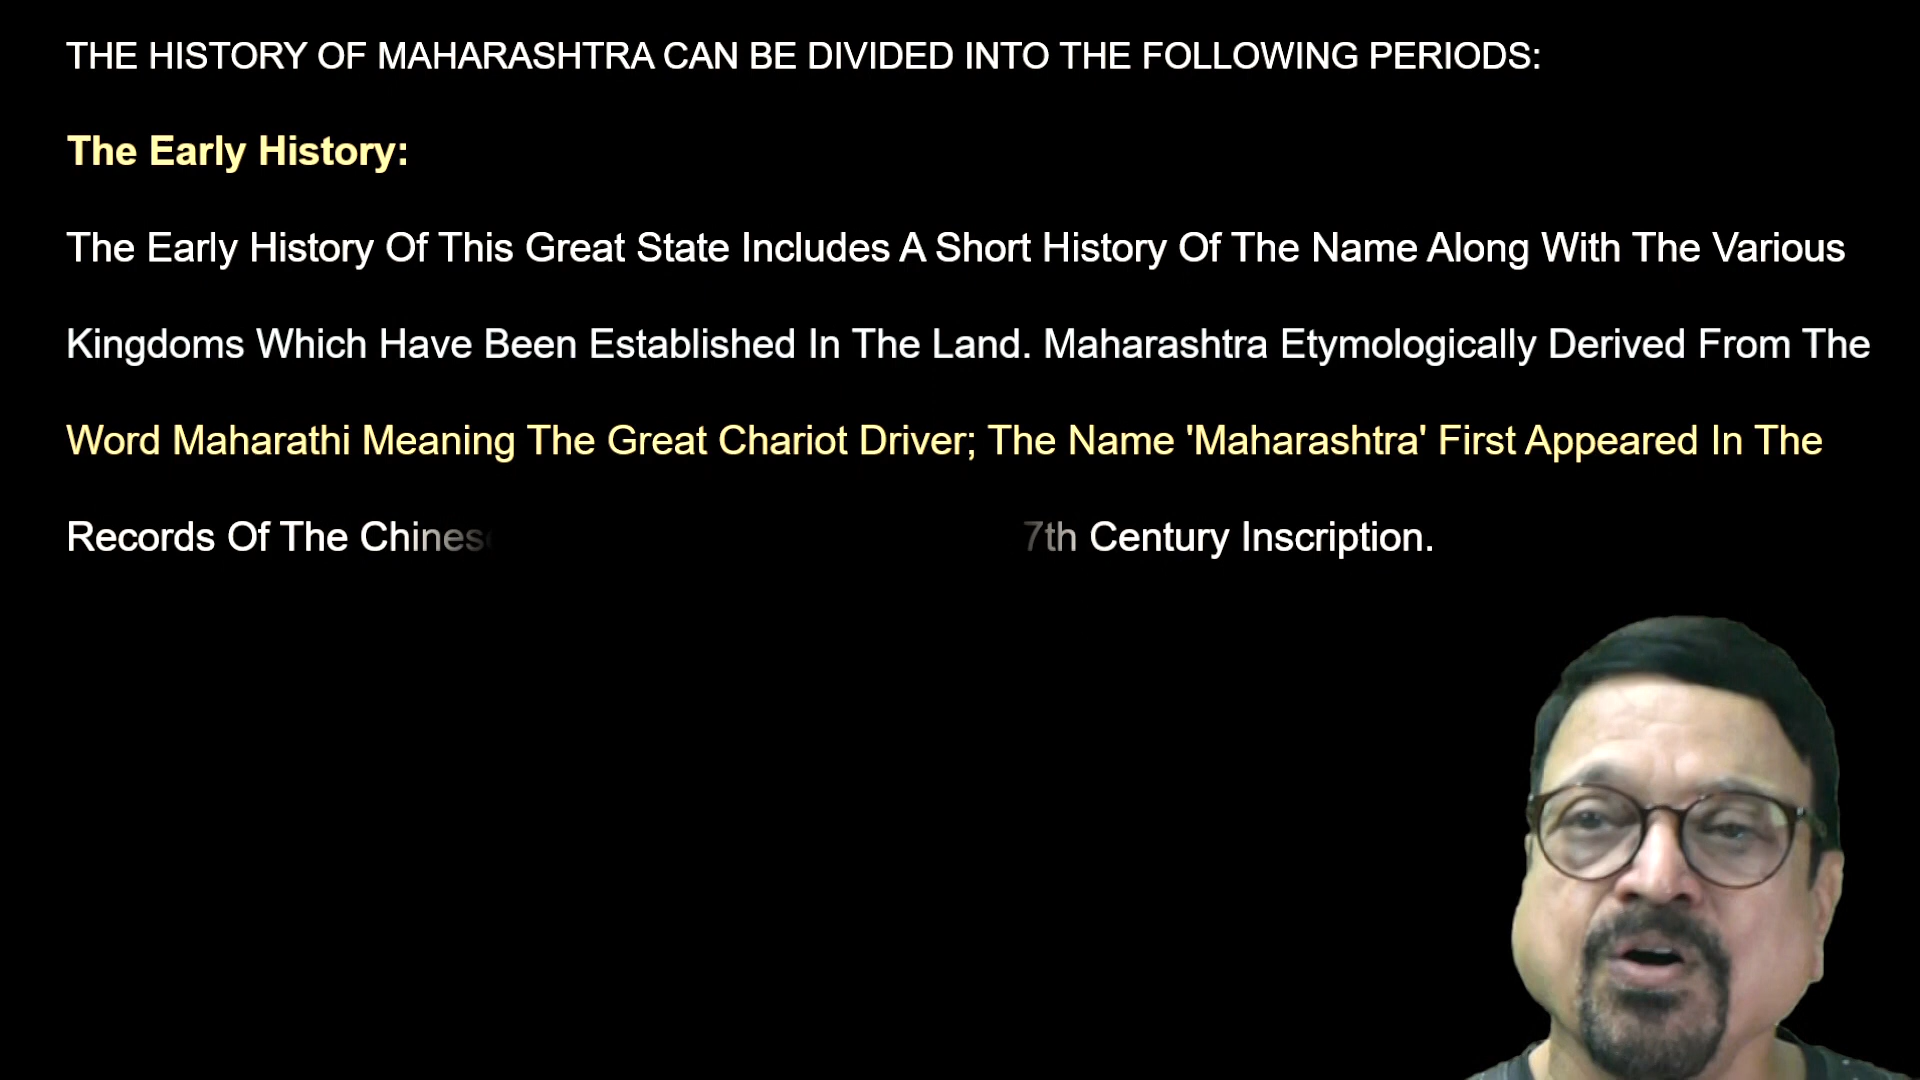 THE HISTORY OF MAHARASHTRA CAN BE DIVIDED INTO THE FOLLOWING PERIODS:
The Early History:
The Early History Of This Great State Includes A Short History Of The Name Along With The Various
Kingdoms Which Have Been Established In The Land. Maharashtra Etymologically Derived From The
Word Maharathi Meaning The Great Chariot Driver; The Name 'Maharashtra' First Appeared In The
Records Of The Chinese 7th Century Inscription.